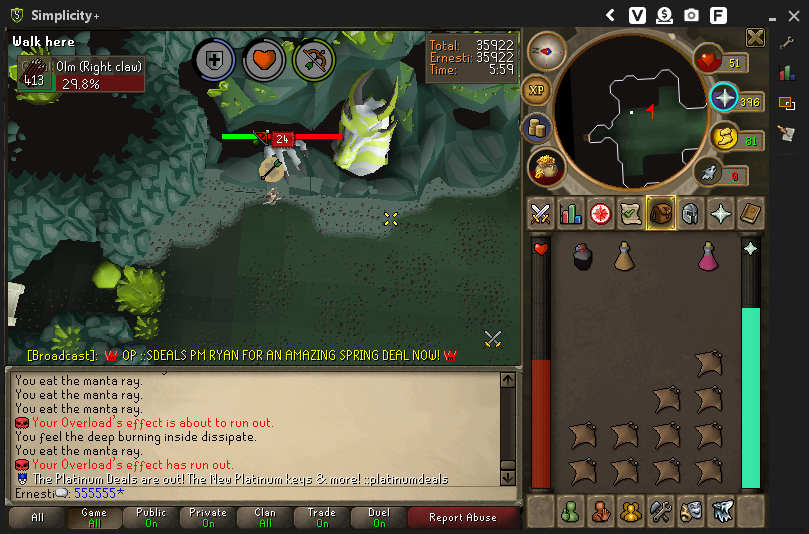 Simplicity+
V
F
Walk here
Olm (Right claw)
413
29.8%
Total: 35922
Ernesti: 35922
Time: 5:59
24
XP
51
396
81
0
[Broadcast]: OP ::SDEALS PM RYAN FOR AN AMAZING SPRING DEAL NOW!
You eat the manta ray.
You eat the manta ray.
You eat the manta ray.
Your Overload's effect is about to run out.
You feel the deep burning inside dissipate.
You eat the manta ray.
Your Overload's effect has run out.
The Platinum Deals are out! The New Platinum keys & more! ::platinumdeals
Ernesti: 555555*
All
Game
All
Public
On
Private
On
Clan
All
Trade
On
Duel
On
Report Abuse